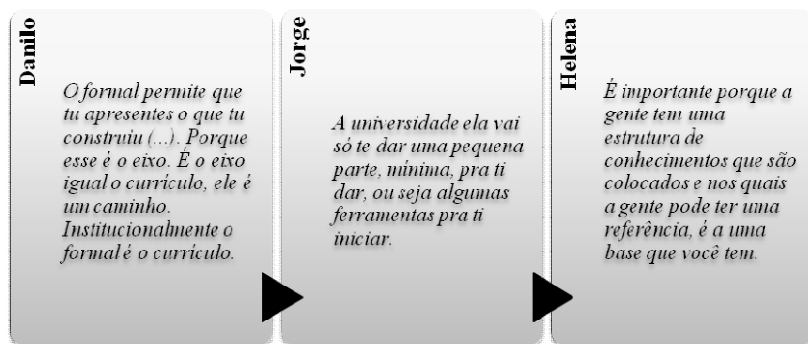 Danilo
O formal permite que
tu apresentes o que tu
construiu (...). Porque
esse é o eixo. É o eixo
igual o currículo, ele é
um caminho.
Institucionalmente o
formal é o currículo.
Jorge
A universidade ela vai
só te dar uma pequena
parte, mínima, pra ti
dar, ou seja algumas
ferramentas pra ti
iniciar.
Helena
É importante porque a
gente tem uma
estrutura de
conhecimentos que são
colocados e nos quais
a gente pode ter uma
referência, é a uma
base que você tem.